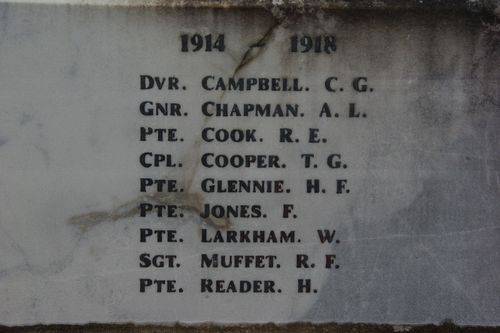 1914 - 1918
DVR. CAMPBELL. C. G.
GNR. CHAPMAN. A. L.
PTE. COOK. R. E.
CPL. COOPER. T. G.
PTE. GLENNIE. H. F.
PTE. JONES. F.
PTE. LARKHAM. W.
SGT. MUFFET. R. F.
PTE. READER. H.